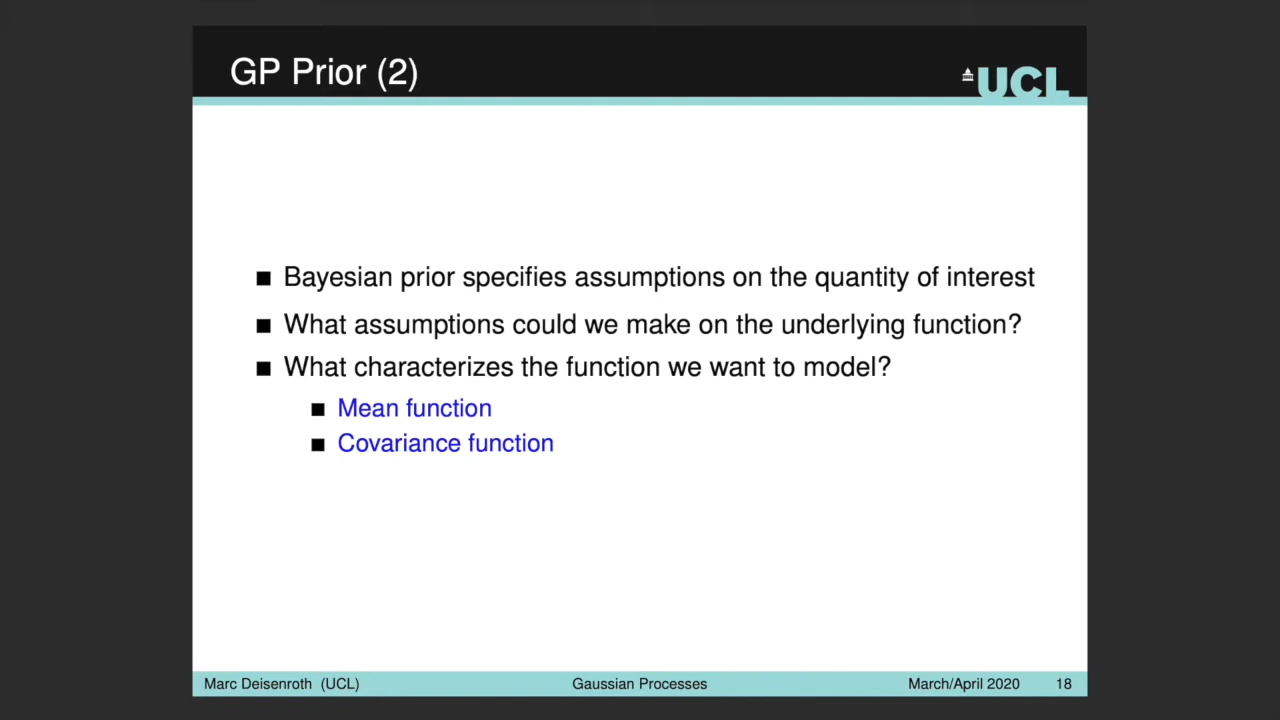 GP Prior (2)
UCL
Bayesian prior specifies assumptions on the quantity of interest
What assumptions could we make on the underlying function?
What characterizes the function we want to model?
Mean function
Covariance function
Marc Deisenroth (UCL) Gaussian Processes March/April 2020 18